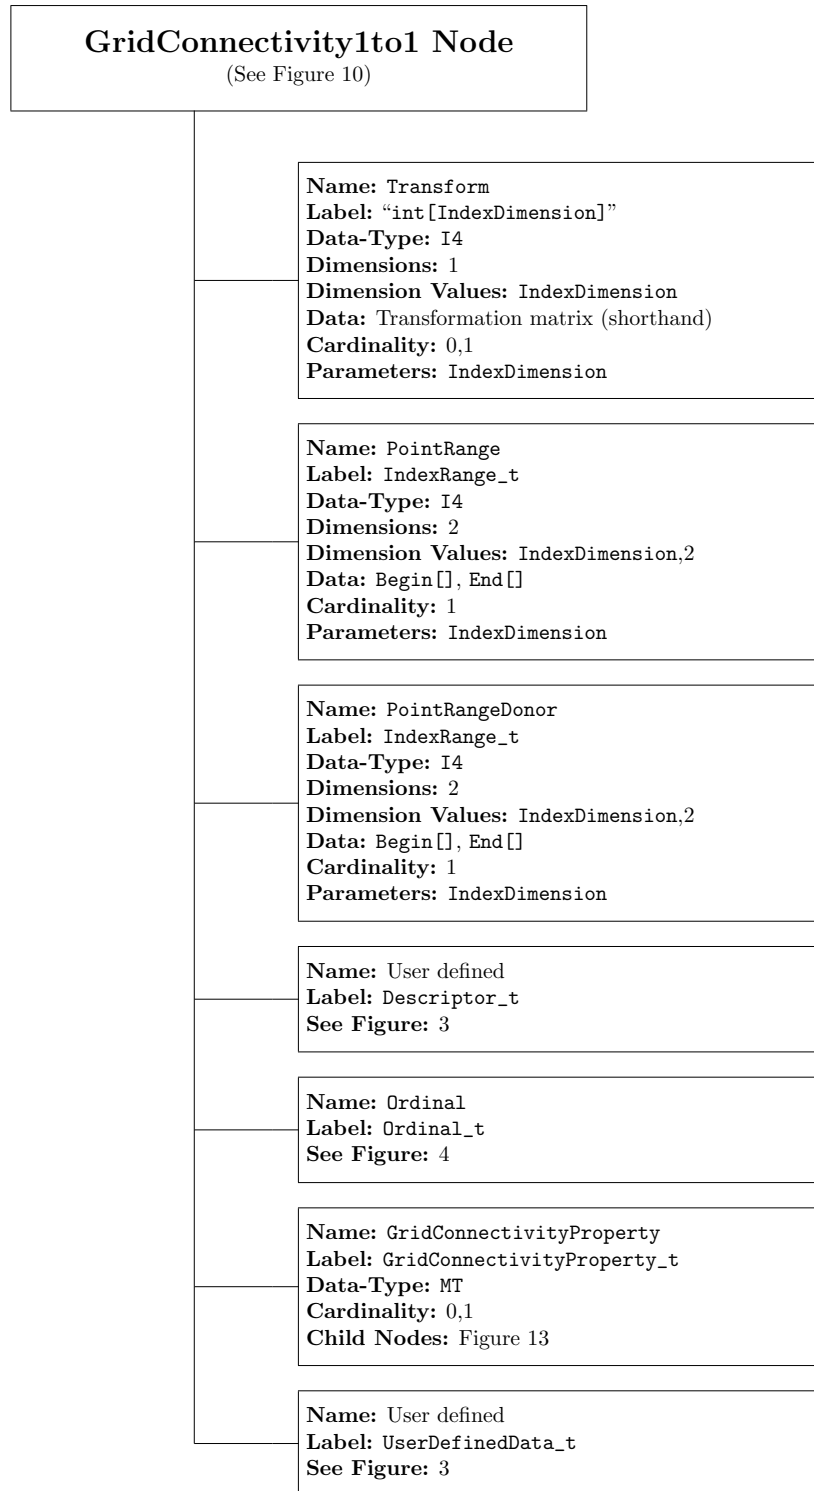 GridConnectivity1to1 Node
(See Figure 10)
Name: Transform
Label: “int[IndexDimension]”
Data-Type: I4
Dimensions: 1
Dimension Values: IndexDimension
Data: Transformation matrix (shorthand)
Cardinality: 0,1
Parameters: IndexDimension
Name: PointRange
Label: IndexRange_t
Data-Type: I4
Dimensions: 2
Dimension Values: IndexDimension,2
Data: Begin[], End[]
Cardinality: 1
Parameters: IndexDimension
Name: PointRangeDonor
Label: IndexRange_t
Data-Type: I4
Dimensions: 2
Dimension Values: IndexDimension,2
Data: Begin[], End[]
Cardinality: 1
Parameters: IndexDimension
Name: User defined
Label: Descriptor_t
See Figure: 3
Name: Ordinal
Label: Ordinal_t
See Figure: 4
Name: GridConnectivityProperty
Label: GridConnectivityProperty_t
Data-Type: MT
Cardinality: 0,1
Child Nodes: Figure 13
Name: User defined
Label: UserDefinedData_t
See Figure: 3